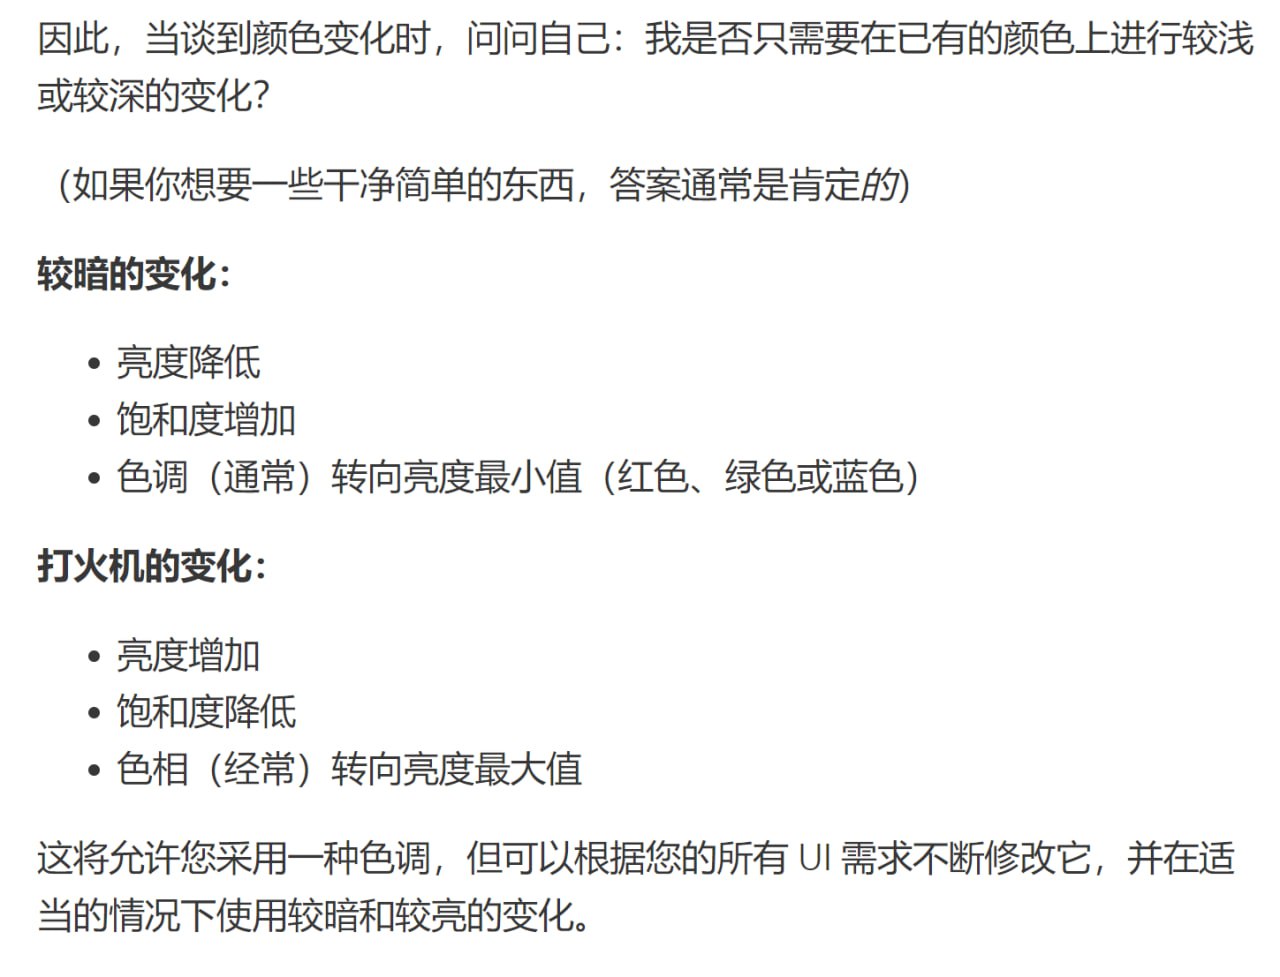 因此，当谈到颜色变化时，问问自己：我是否只需要在已有的颜色上进行较浅
或较深的变化？
（如果你想要一些干净简单的东西，答案通常是肯定的）
较暗的变化：
• 亮度降低
• 饱和度增加
• 色调（通常）转向亮度最小值（红色、绿色或蓝色）
打火机的变化：
• 亮度增加
• 饱和度降低
• 色相（经常）转向亮度最大值
这将允许您采用一种色调，但可以根据您的所有 UI 需求不断修改它，并在适
当的情况下使用较暗和较亮的变化。